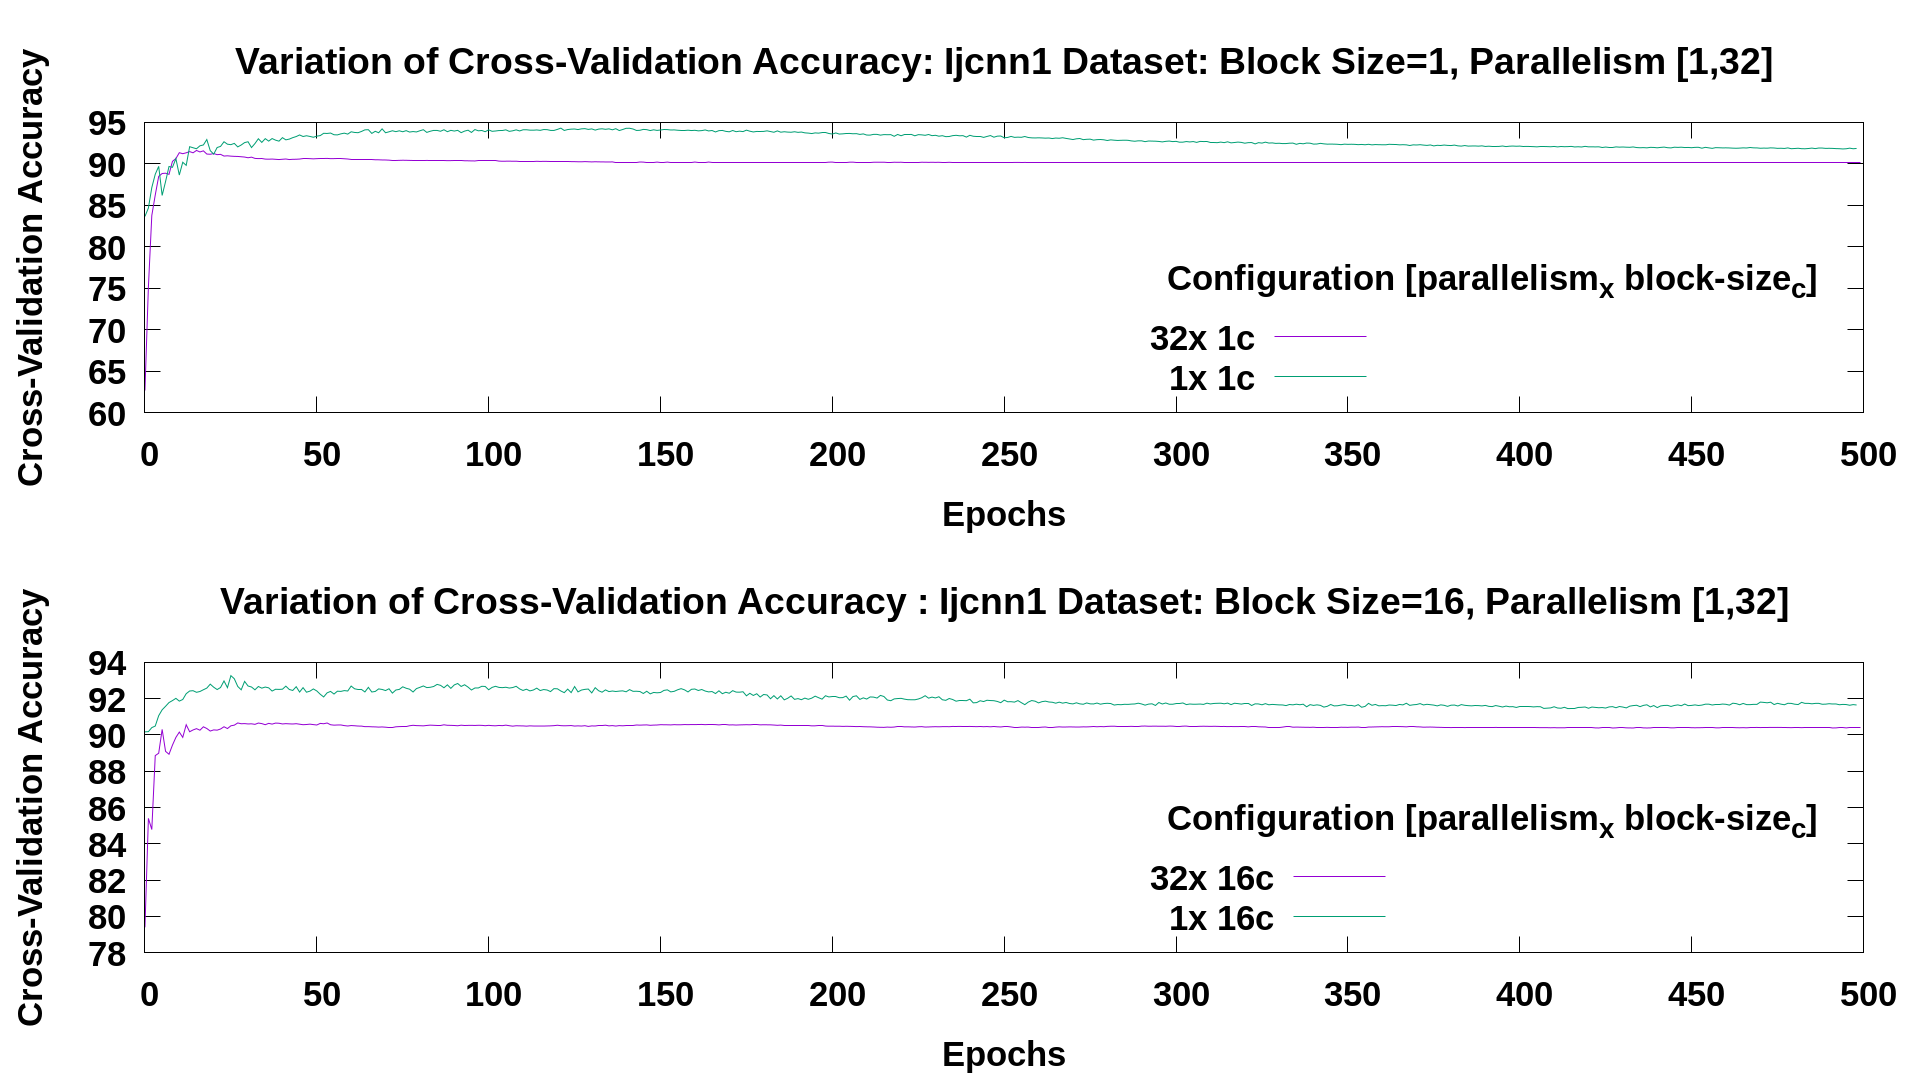 Variation of Cross-Validation Accuracy: Ijcnn1 Dataset: Block Size=1, Parallelism [1,32]
Cross-Validation Accuracy
95
90
85
80
75
70
65
60
Configuration [parallelismx block-sizec]
32x 1c
1x 1c
0 50 100 150 200 250 300 350 400 450 500
Epochs
Variation of Cross-Validation Accuracy : Ijcnn1 Dataset: Block Size=16, Parallelism [1,32]
Cross-Validation Accuracy
94
92
90
88
86
84
82
80
78
Configuration [parallelismx block-sizec]
32x 16c
1x 16c
0 50 100 150 200 250 300 350 400 450 500
Epochs